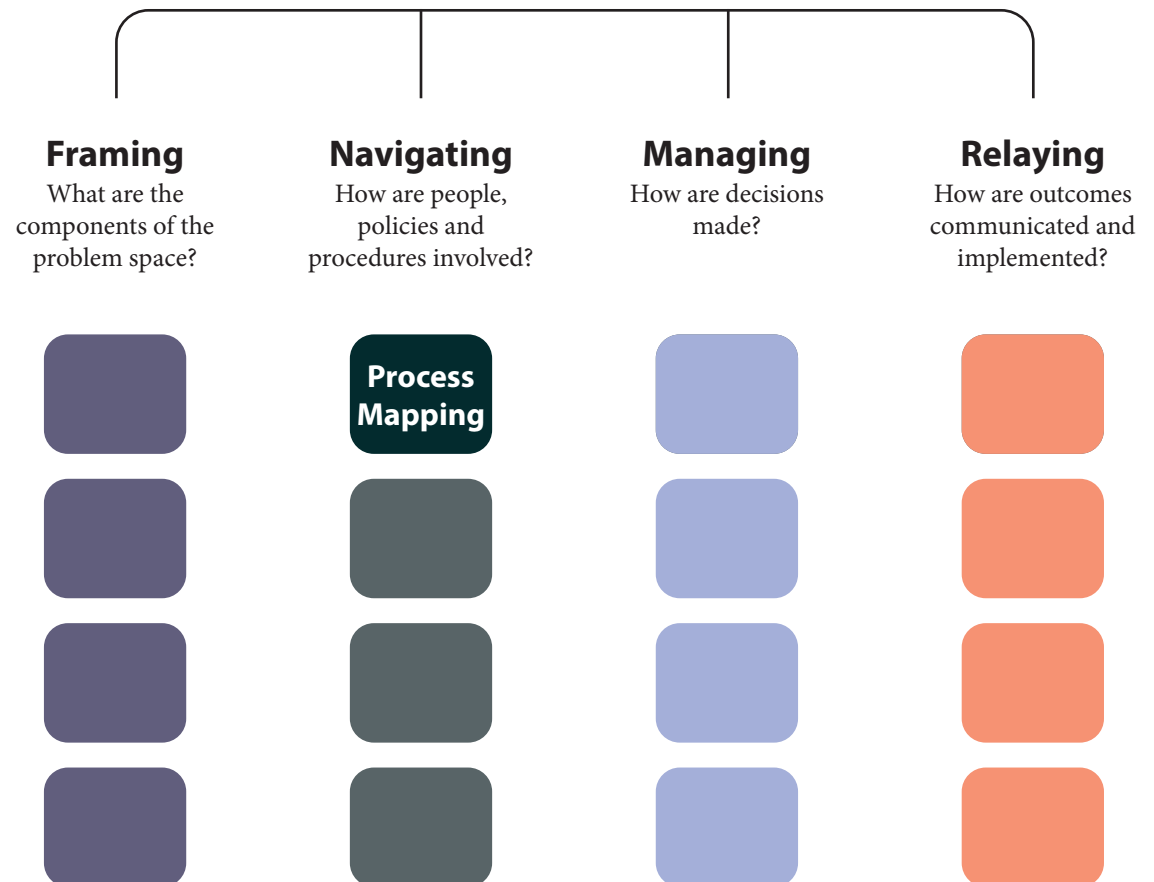 Framing
What are the
components of the
problem space?
Navigating
How are people,
policies and
procedures involved?
Managing
How are decisions
made?
Relaying
How are outcomes
communicated and
implemented?
Process
Mapping